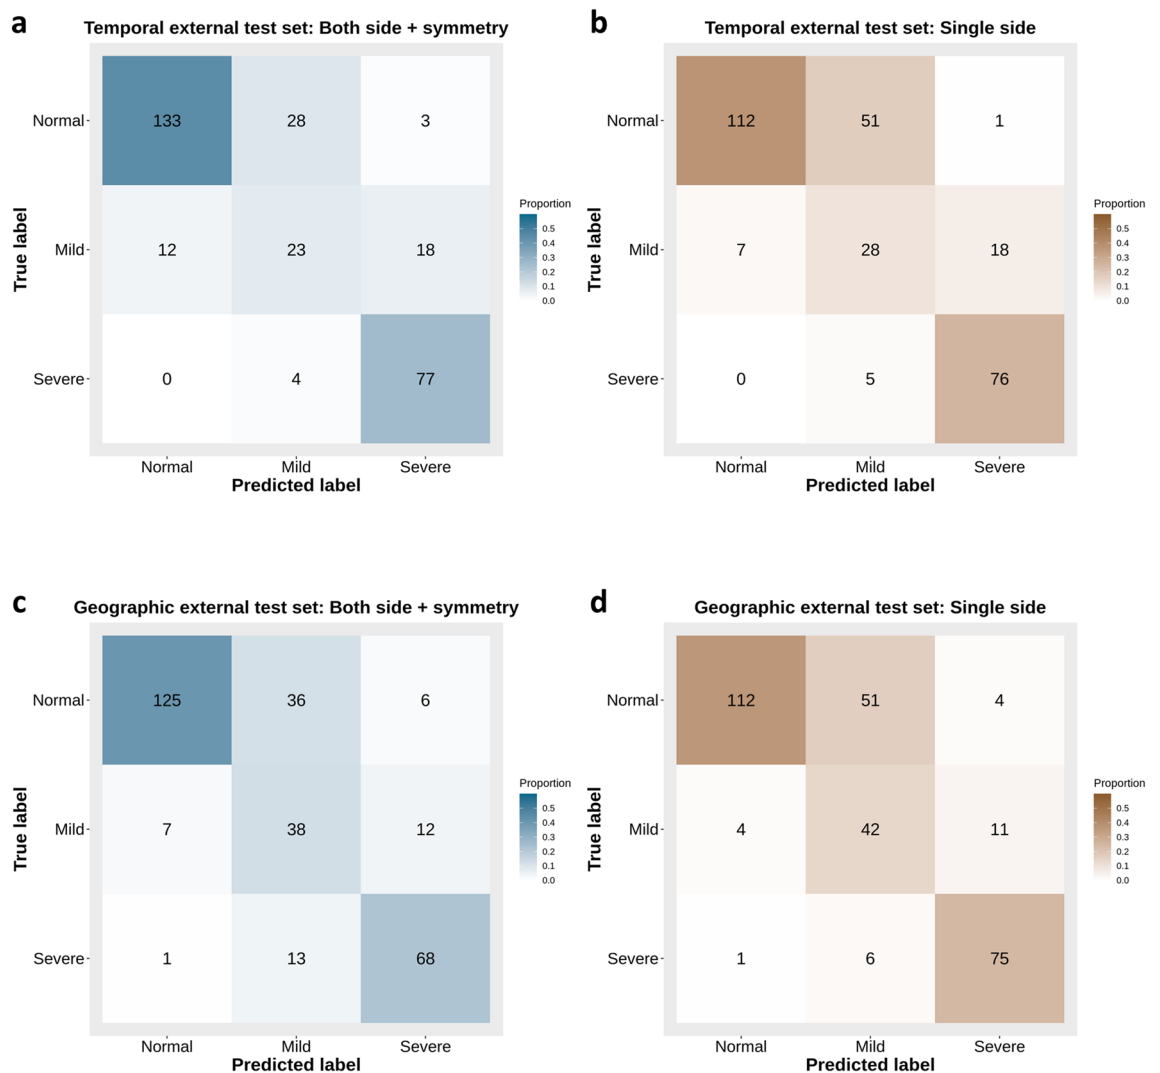 a
Temporal external test set: Both side + symmetry
True label
Normal
133 28 3
Mild
12 23 18
Severe
0 4 77
Normal Mild Severe
Predicted label
Proportion
0.5
0.4
0.3
0.2
0.1
0.0
b
Temporal external test set: Single side
True label
Normal
112 51 1
Mild
7 28 18
Severe
0 5 76
Normal Mild Severe
Predicted label
Proportion
0.5
0.4
0.3
0.2
0.1
0.0
c
Geographic external test set: Both side + symmetry
True label
Normal
125 36 6
Mild
7 38 12
Severe
1 13 68
Normal Mild Severe
Predicted label
Proportion
0.5
0.4
0.3
0.2
0.1
0.0
d
Geographic external test set: Single side
True label
Normal
112 51 4
Mild
4 42 11
Severe
1 6 75
Normal Mild Severe
Predicted label
Proportion
0.5
0.4
0.3
0.2
0.1
0.0